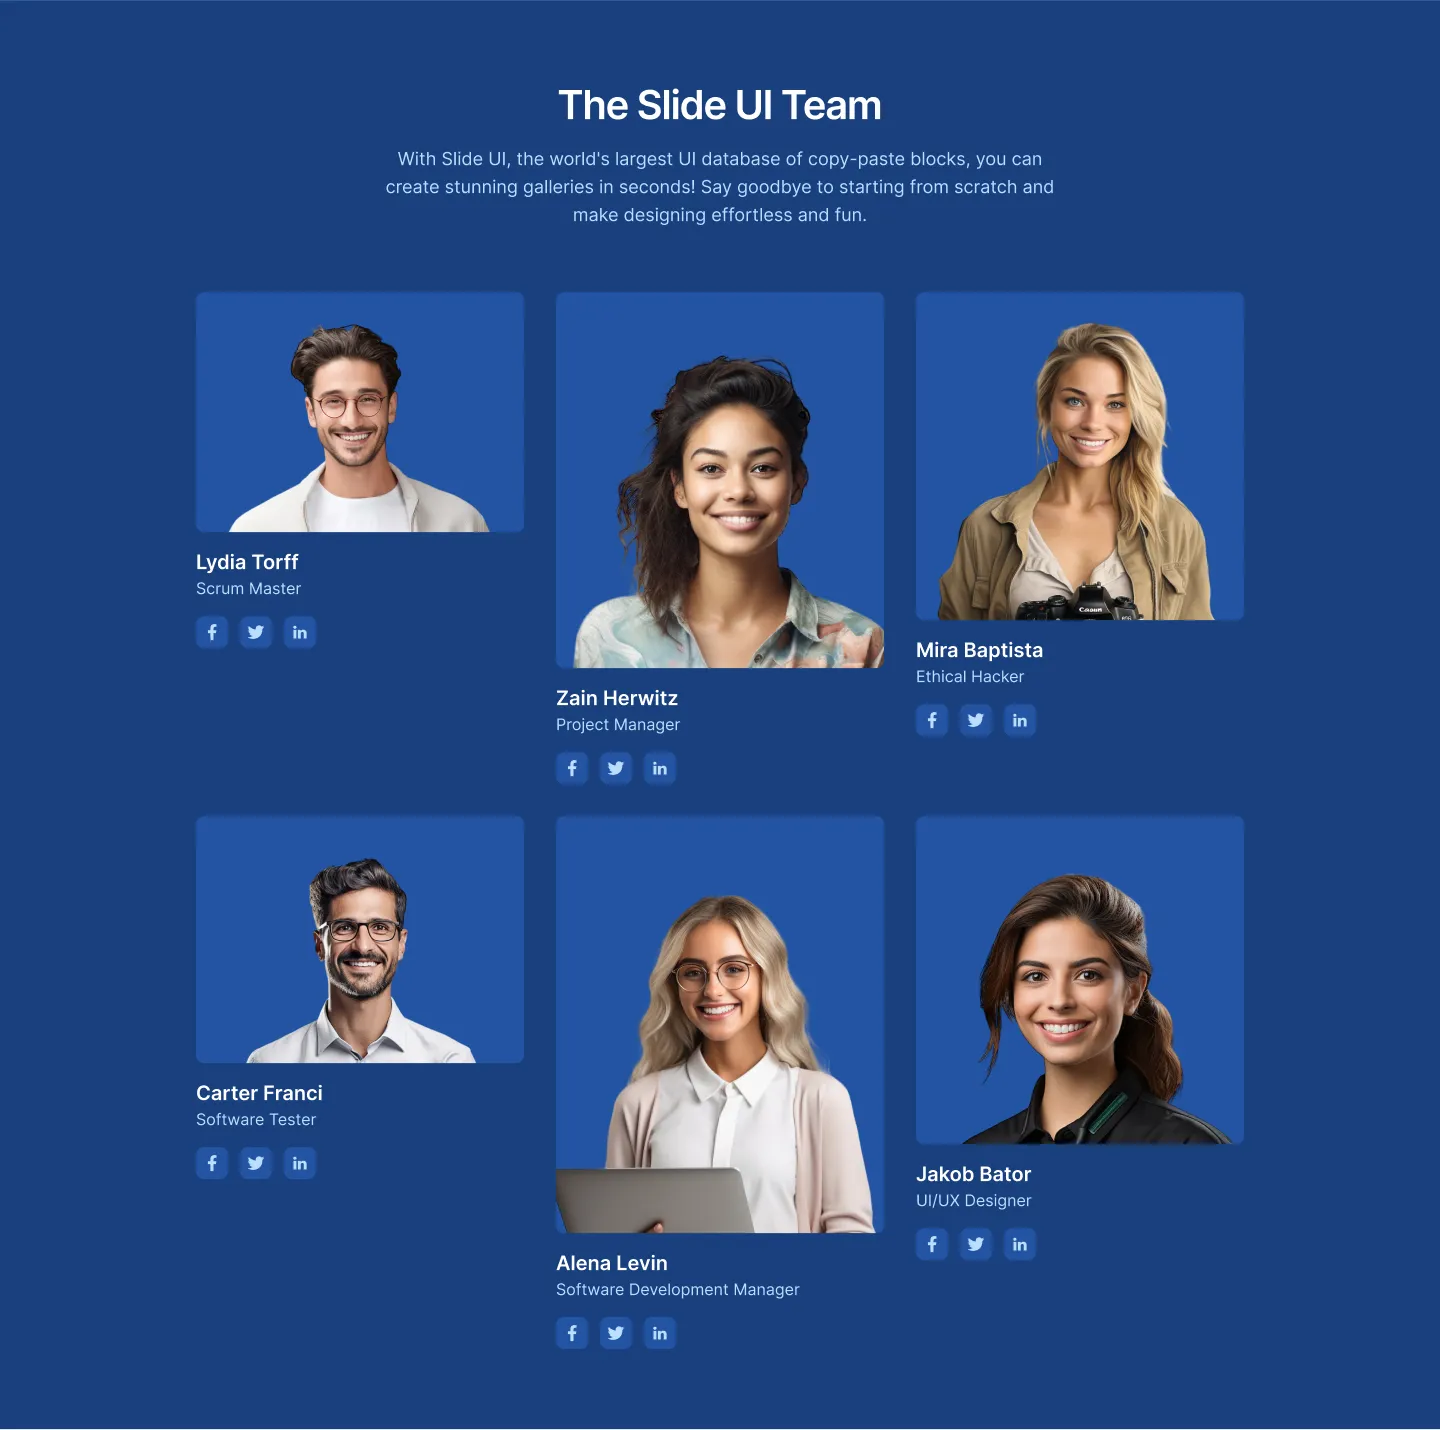 The Slide UI Team
With Slide UI, the world's largest UI database of copy-paste blocks, you can
create stunning galleries in seconds! Say goodbye to starting from scratch and
make designing effortless and fun.
Lydia Torff
Scrum Master
f
in
Canon
Zain Herwitz
Project Manager
f
in
Mira Baptista
Ethical Hacker
f
in
Carter Franci
Software Tester
f
in
Alena Levin
Software Development Manager
f
in
Jakob Bator
UI/UX Designer
f
in